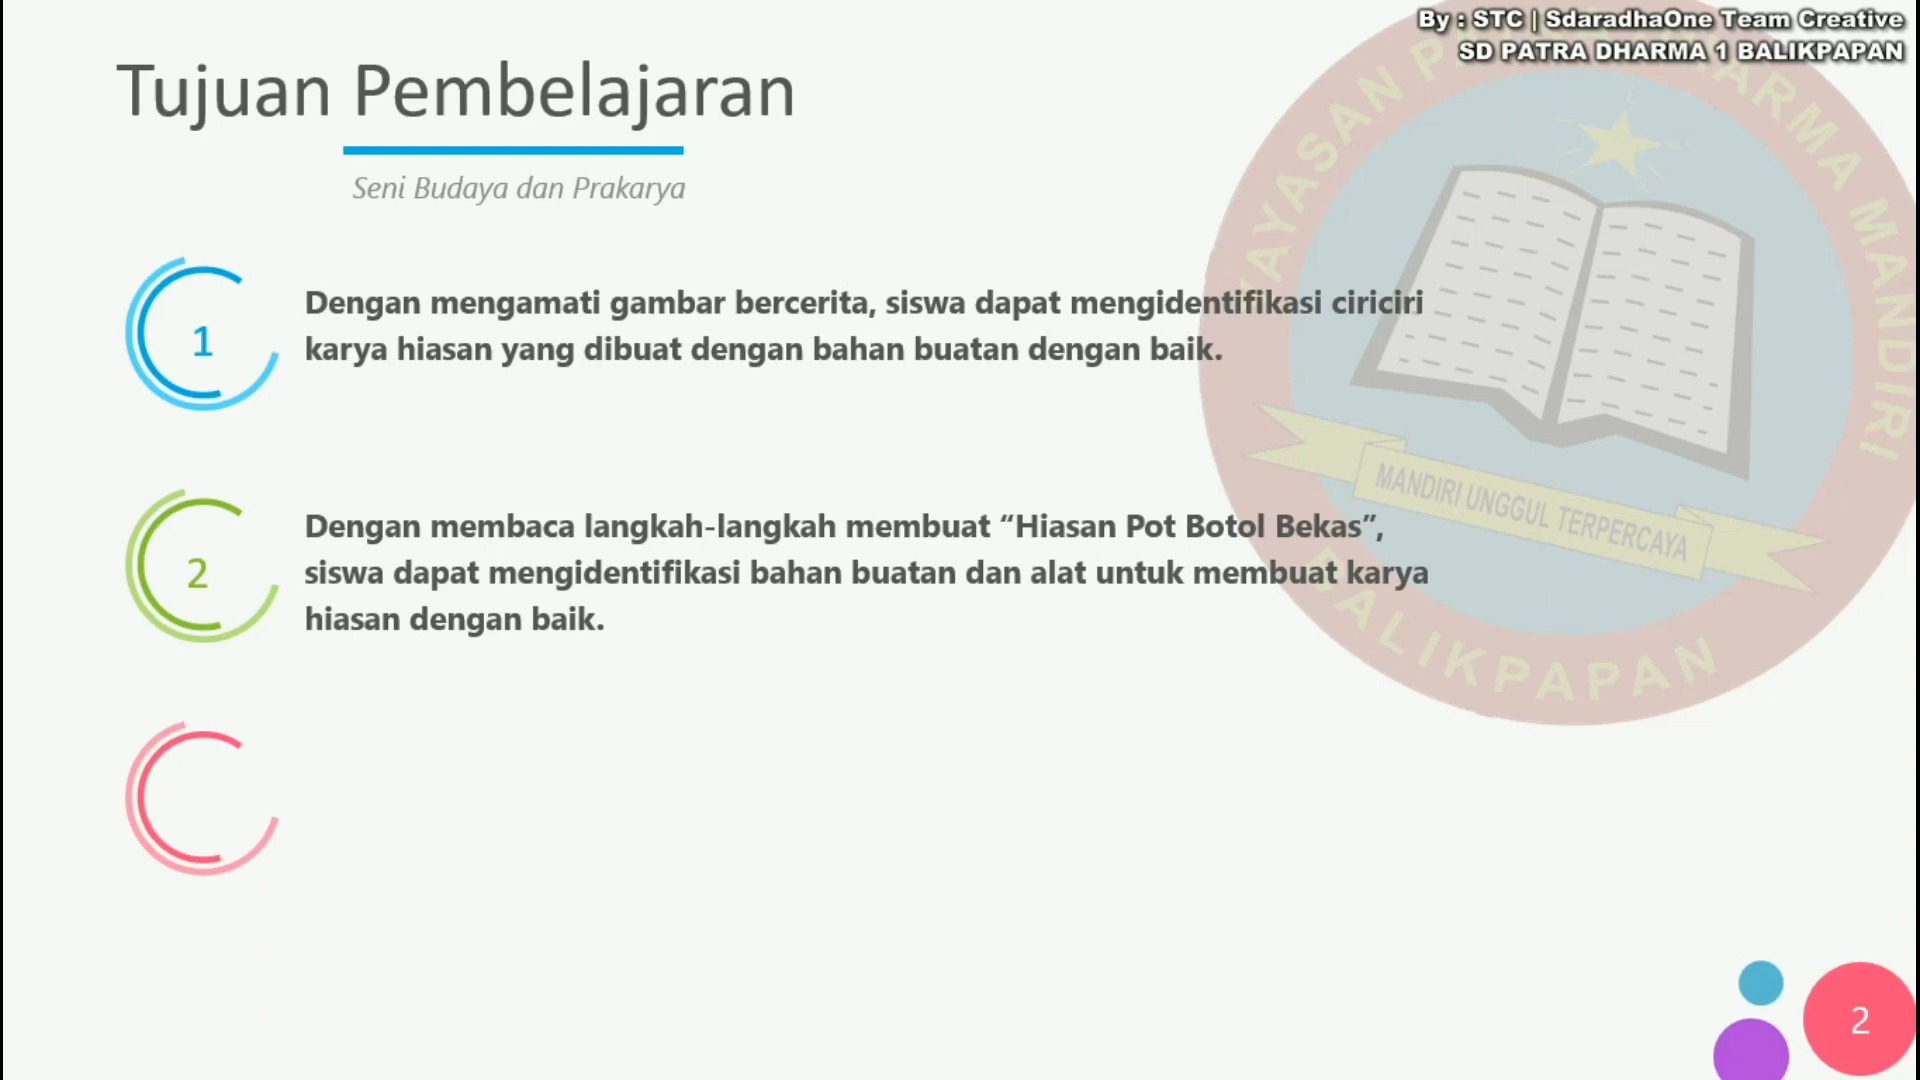 By : STC | SdaradhaOne Team Creative
SD PATRA DHARMA 1 BALIKPAPAN
Tujuan Pembelajaran
Seni Budaya dan Prakarya
1
Dengan mengamati gambar bercerita, siswa dapat mengidentifikasi ciriciri
karya hiasan yang dibuat dengan bahan buatan dengan baik.
2
Dengan membaca langkah-langkah membuat “Hiasan Pot Botol Bekas”,
siswa dapat mengidentifikasi bahan buatan dan alat untuk membuat karya
hiasan dengan baik.
YAYASAN MANDIRI
MANDIRI UNGGUL TERPERCAYA
BALIKPAPAN
2